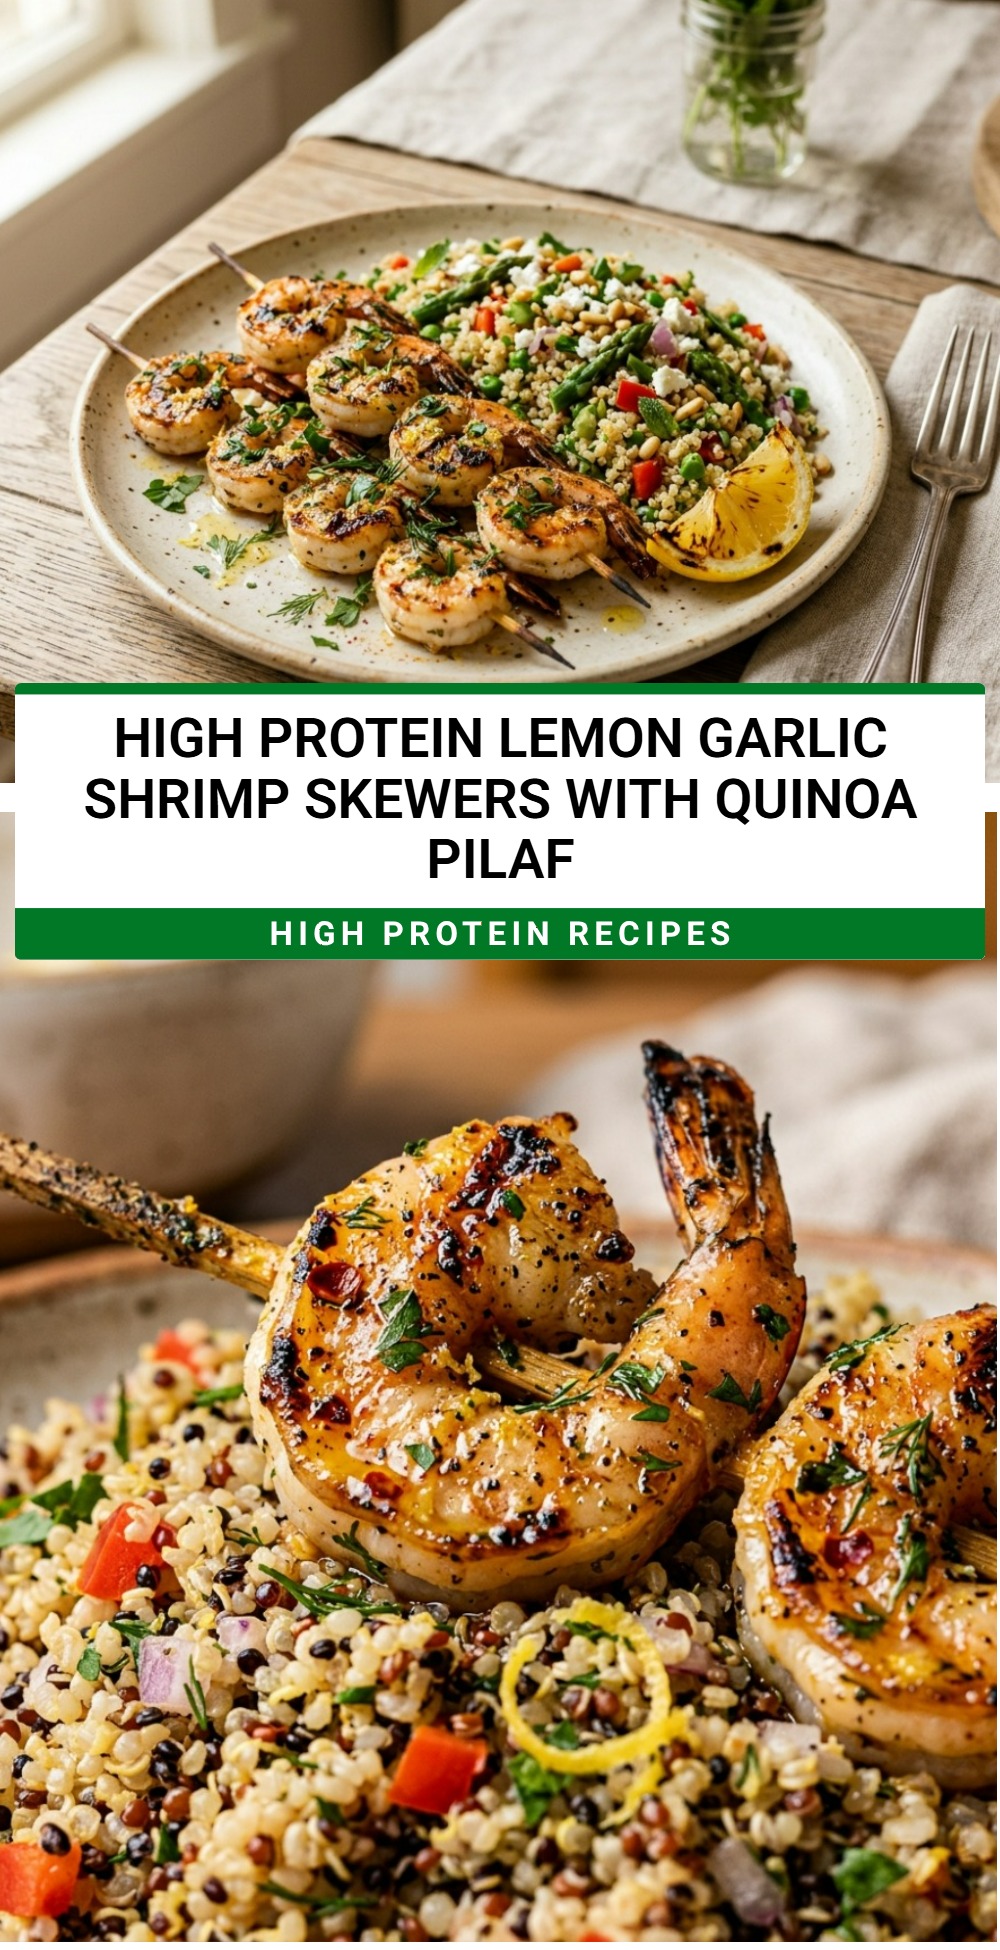 HIGH PROTEIN LEMON GARLIC
SHRIMP SKEWERS WITH QUINOA
PILAF
HIGH PROTEIN RECIPES